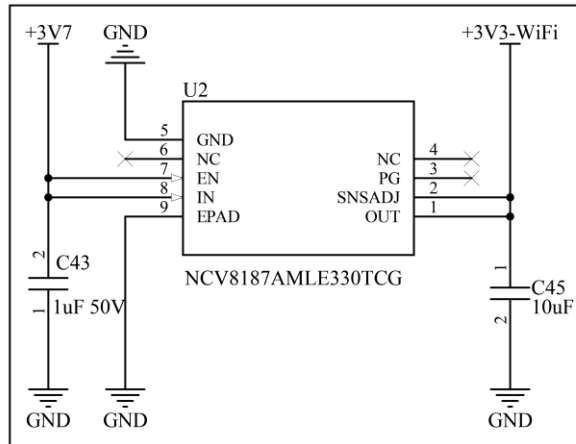 +3V7
GND
+3V3-WiFi
U2
5 GND
6 NC
7 EN
8 IN
9 EPAD
NC 4
PG 3
SNSADJ 2
OUT 1
NCV8187AMLE330TCG
2
C43
1
1uF 50V
1
C45
10uF
2
GND
GND
GND